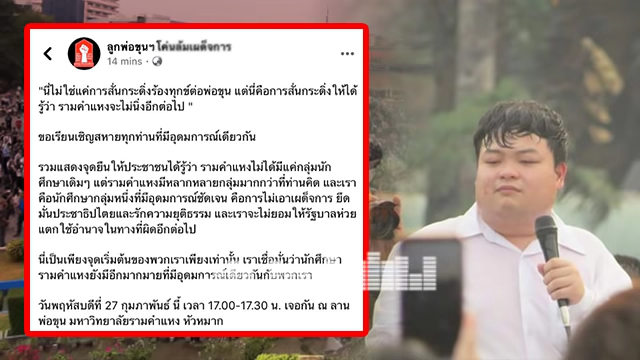 ลูกพ่อขุนฯ โค่นล้มเผด็จการ
14 mins
"นี่ไม่ใช่แค่การสั่นกระดิ่งร้องทุกข์ต่อพ่อขุน แต่นี่คือการสั่นกระดิ่งให้ได้
รู้ว่า รามคำแหงจะไม่นิ่งอีกต่อไป "
ขอเรียนเชิญสหายทุกท่านที่มีอุดมการณ์เดียวกัน
รวมแสดงจุดยืนให้ประชาชนได้รู้ว่า รามคำแหงไม่ได้มีแค่กลุ่มนัก
ศึกษาเดิมๆ แต่รามคำแหงมีหลากหลายกลุ่มมากกว่าที่ท่านคิด และเรา
คือนักศึกษากลุ่มหนึ่งที่มีอุดมการณ์ชัดเจน คือการไม่เอาเผด็จการ ยึด
มั่นประชาธิปไตยและรักความยุติธรรม และเราจะไม่ยอมให้รัฐบาลห่วย
แตกใช้อำนาจในทางที่ผิดอีกต่อไป
นี่เป็นเพียงจุดเริ่มต้นของพวกเราเพียงเท่านั้น เราเชื่อมั่นว่านักศึกษา
รามคำแหงยังมีอีกมากมายที่มีอุดมการณ์เดียวกันกับพวกเรา
วันพฤหัสบดีที่ 27 กุมภาพันธ์ นี้ เวลา 17.00-17.30 น. เจอกัน ณ ลาน
พ่อขุน มหาวิทยาลัยรามคำแหง หัวหมาก